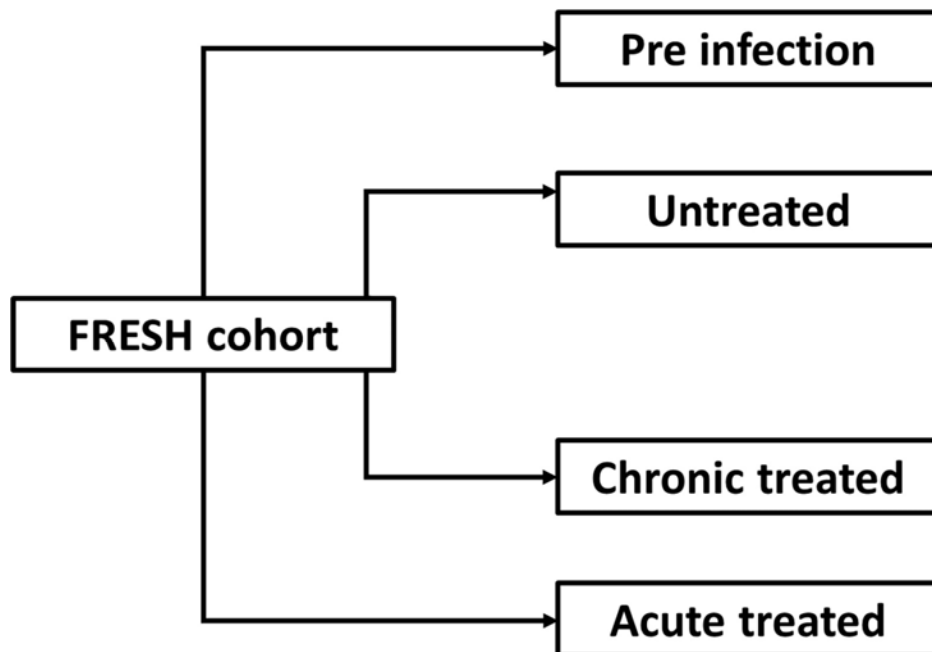 Pre infection
Untreated
FRESH cohort
Chronic treated
Acute treated